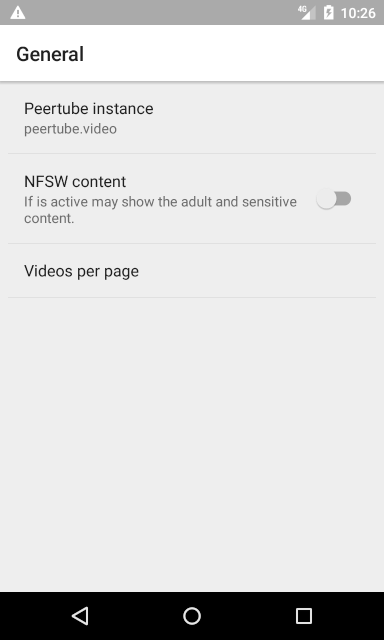 4G 10:26
General
Peertube instance
peertube.video
NFSW content
If is active may show the adult and sensitive
content.
Videos per page